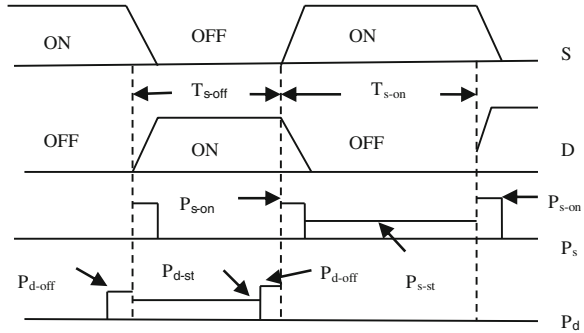 ON
OFF
ON
S
Ts-off
Ts-on
OFF
ON
OFF
D
Ps-on
Ps-on
Ps
Pd-off
Pd-st
Pd-off
Ps-st
Pd